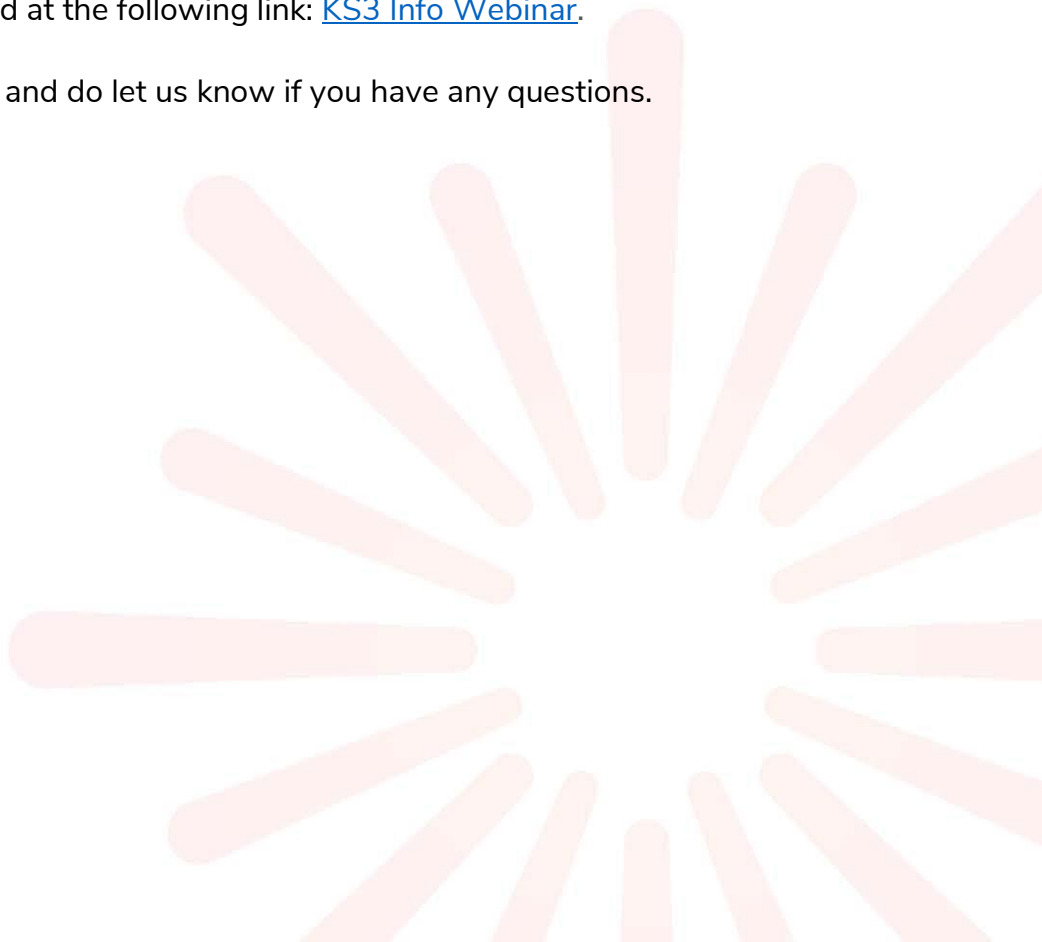 d at the following link: KS3 Info Webinar.
and do let us know if you have any questions.